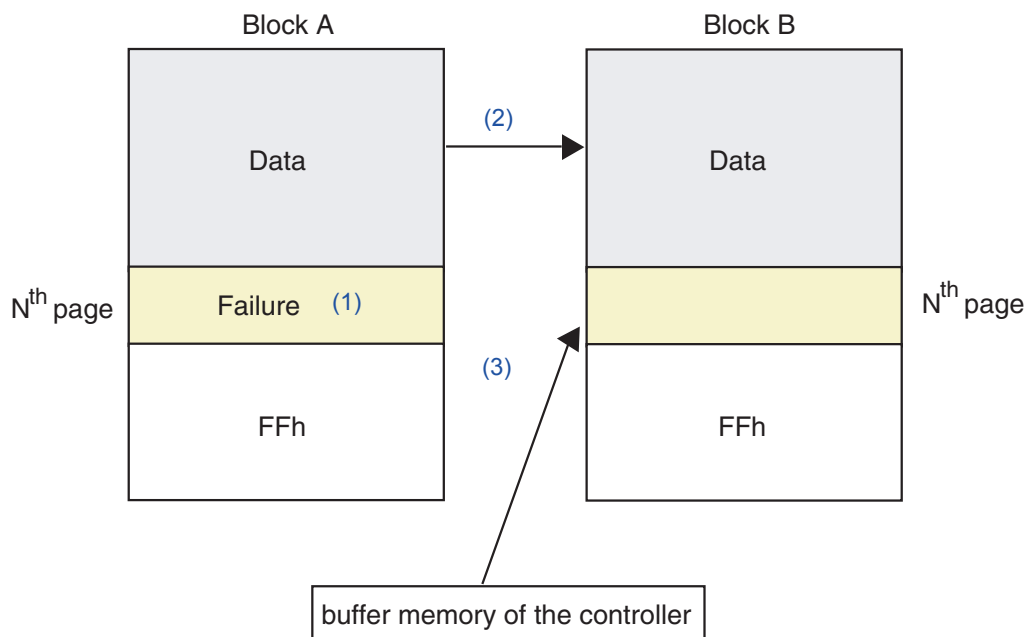 Block A
Block B
(2)
Data
Data
Nth page
Failure (1)
Nth page
(3)
FFh
FFh
buffer memory of the controller